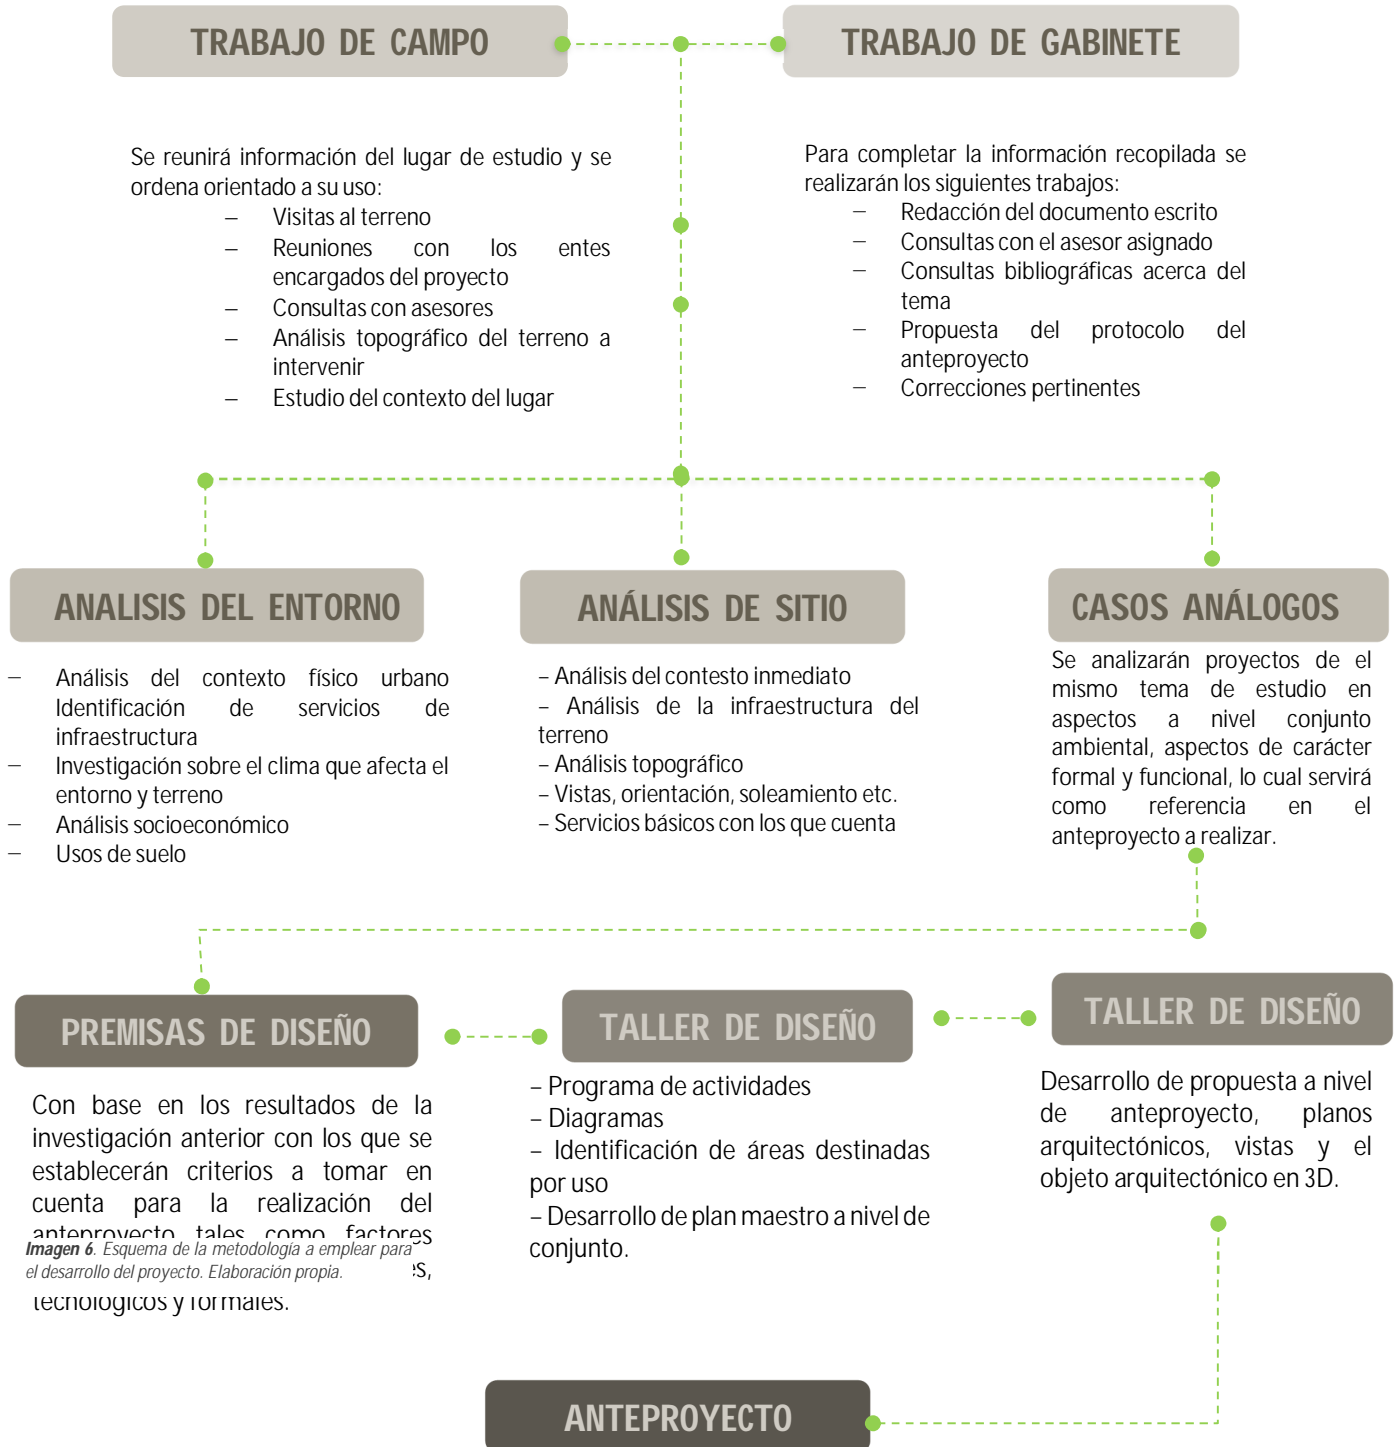 TRABAJO DE CAMPO
TRABAJO DE GABINETE
Se reunirá información del lugar de estudio y se
ordena orientado a su uso:
– Visitas al terreno
– Reuniones con los entes
encargados del proyecto
– Consultas con asesores
– Análisis topográfico del terreno a
intervenir
– Estudio del contexto del lugar
Para completar la información recopilada se
realizarán los siguientes trabajos:
– Redacción del documento escrito
– Consultas con el asesor asignado
– Consultas bibliográficas acerca del
tema
– Propuesta del protocolo del
anteproyecto
– Correcciones pertinentes
ANALISIS DEL ENTORNO
– Análisis del contexto físico urbano
Identificación de servicios de
infraestructura
– Investigación sobre el clima que afecta el
entorno y terreno
– Análisis socioeconómico
– Usos de suelo
ANÁLISIS DE SITIO
– Análisis del contesto inmediato
– Análisis de la infraestructura del
terreno
– Análisis topográfico
– Vistas, orientación, soleamiento etc.
– Servicios básicos con los que cuenta
CASOS ANÁLOGOS
Se analizarán proyectos de el
mismo tema de estudio en
aspectos a nivel conjunto
ambiental, aspectos de carácter
formal y funcional, lo cual servirá
como referencia en el
anteproyecto a realizar.
PREMISAS DE DISEÑO
Con base en los resultados de la
investigación anterior con los que se
establecerán criterios a tomar en
cuenta para la realización del
anteproyecto tales como factores
tecnológicos y formales.
Imagen 6. Esquema de la metodología a emplear para
el desarrollo del proyecto. Elaboración propia.
TALLER DE DISEÑO
– Programa de actividades
– Diagramas
– Identificación de áreas destinadas
por uso
– Desarrollo de plan maestro a nivel de
conjunto.
TALLER DE DISEÑO
Desarrollo de propuesta a nivel
de anteproyecto, planos
arquitectónicos, vistas y el
objeto arquitectónico en 3D.
ANTEPROYECTO